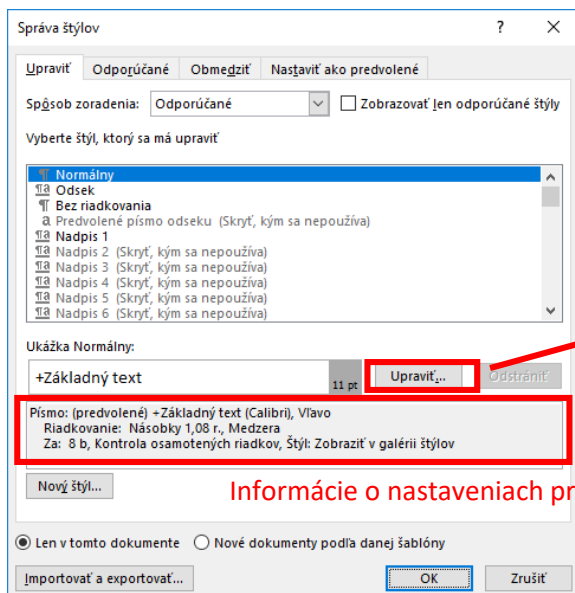 Správa štýlov ? ×
Upraviť Odporúčané Obmedziť Nastaviť ako predvolené
Spôsob zoradenia: Odporúčané Zobrazovať len odporúčané štýly
Vyberte štýl, ktorý sa má upraviť
¶ Normálny
¶a Odsek
¶ Bez riadkovania
a Predvolené písmo odseku (Skryť, kým sa nepoužíva)
¶a Nadpis 1
¶a Nadpis 2 (Skryť, kým sa nepoužíva)
¶a Nadpis 3 (Skryť, kým sa nepoužíva)
¶a Nadpis 4 (Skryť, kým sa nepoužíva)
¶a Nadpis 5 (Skryť, kým sa nepoužíva)
¶a Nadpis 6 (Skryť, kým sa nepoužíva)
Ukážka Normálny:
+Základný text 11 pt Upraviť... Odstrániť
Písmo: (predvolené) +Základný text (Calibri), Vľavo
Riadkovanie: Násobky 1,08 r., Medzera
Za: 8 b, Kontrola osamotených riadkov, Štýl: Zobraziť v galérii štýlov
Nový štýl...
Informácie o nastaveniach pr
Len v tomto dokumente Nové dokumenty podľa danej šablóny
Importovať a exportovať... OK Zrušiť